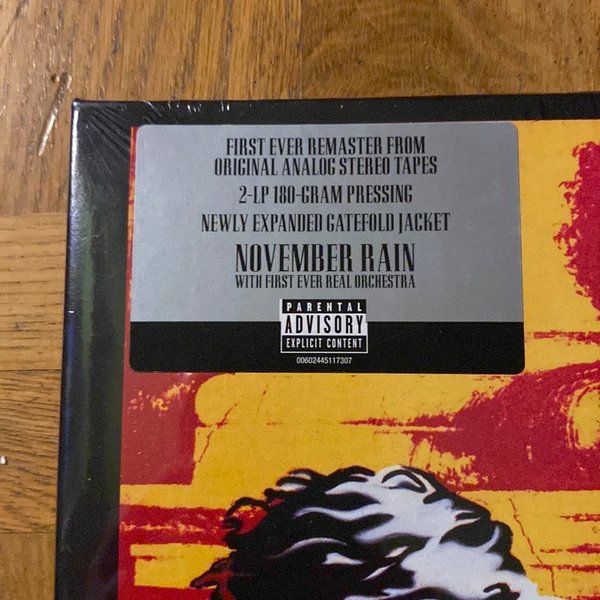 FIRST EVER REMASTER FROM
ORIGINAL ANALOG STEREO TAPES
2-LP 180-GRAM PRESSING
NEWLY EXPANDED GATEFOLD JACKET
NOVEMBER RAIN
WITH FIRST EVER REAL ORCHESTRA
PARENTAL
ADVISORY
EXPLICIT CONTENT
00602445117307